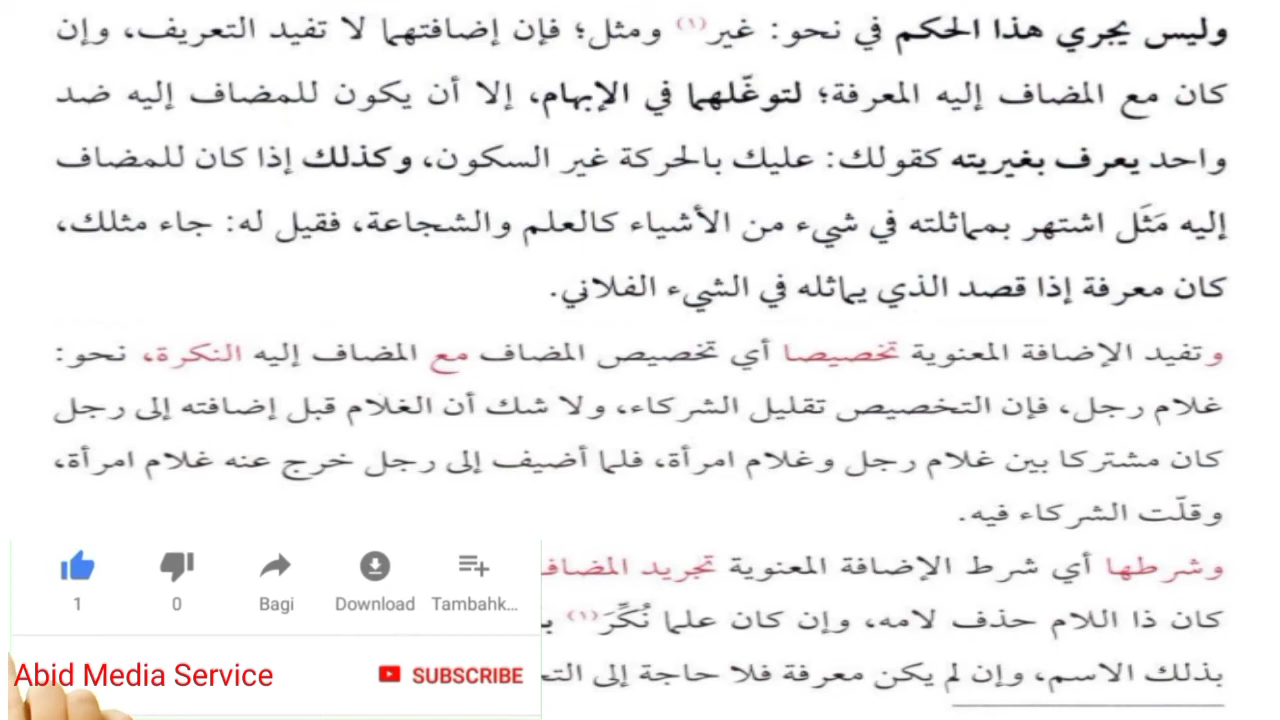 وليس يجري هذا الحكم في نحو: غير(١) ومثل؛ فإن إضافتهما لا تفيد التعريف، وإن
كان مع المضاف إليه المعرفة؛ لتوغّلهما في الإبهام، إلا أن يكون للمضاف إليه ضد
واحد يعرف بغيريته كقولك: عليك بالحركة غير السكون، وكذلك إذا كان للمضاف
إليه مَثَل اشتهر بمماثلته في شيء من الأشياء كالعلم والشجاعة، فقيل له: جاء مثلك،
كان معرفة إذا قصد الذي يماثله في الشيء الفلاني.
وتفيد الإضافة المعنوية تخصيصا أي تخصيص المضاف مع المضاف إليه النكرة، نحو:
غلام رجل، فإن التخصيص تقليل الشركاء، ولا شك أن الغلام قبل إضافته إلى رجل
كان مشتركا بين غلام رجل وغلام امرأة، فلما أضيف إلى رجل خرج عنه غلام امرأة،
وقلّت الشركاء فيه.
وشرطها أي شرط الإضافة المعنوية تجريد المضاف
كان ذا اللام حذف لامه، وإن كان علما نُكِّرَ(١)
بذلك الاسم، وإن لم يكن معرفة فلا حاجة إلى
1
0
Bagi
Download
Tambahk...
Abid Media Service
SUBSCRIBE